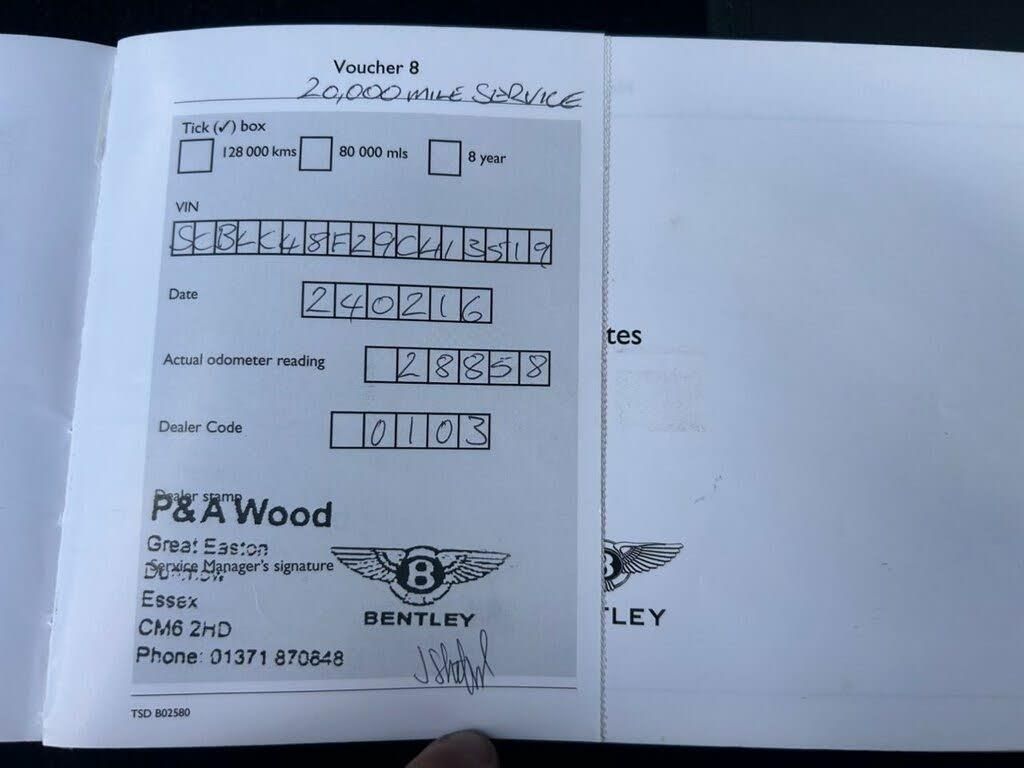 Voucher 8
20,000 MILE SERVICE
Tick (✓) box
128 000 kms
80 000 mls
8 year
VIN
SCBLC48F29CH13519
Date
240216
Actual odometer reading
28858
Dealer Code
0103
Dealer stamp
P&A Wood
Great Easton
Service Manager's signature
Essex
CM6 2HD
Phone: 01371 870848
B
BENTLEY
TSD B02580
tes
B
TLEY